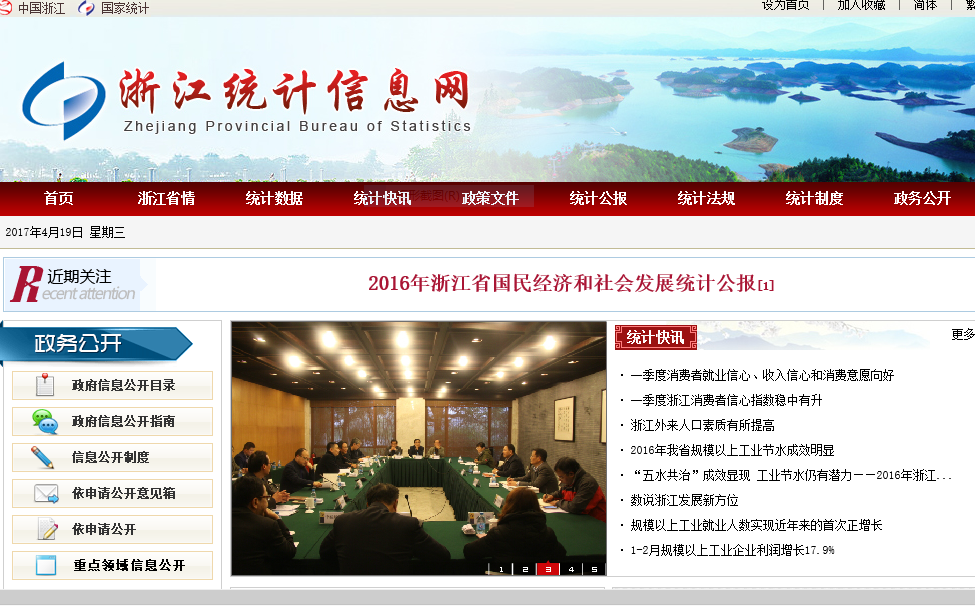 中国浙江 国家统计 设为首页 | 加入收藏 | 简体 |
浙江统计信息网
Zhejiang Provincial Bureau of Statistics
首页 浙江省情 统计数据 统计快讯 政策文件 统计公报 统计法规 统计制度 政务公开
2017年4月19日 星期三
近期关注
Recent attention
2016年浙江省国民经济和社会发展统计公报[1]
政务公开
政府信息公开目录
政府信息公开指南
信息公开制度
依申请公开意见箱
依申请公开
重点领域信息公开
1 2 3 4 5
统计快讯 更多
· 一季度消费者就业信心、收入信心和消费意愿向好
· 一季度浙江消费者信心指数稳中有升
· 浙江外来人口素质有所提高
· 2016年我省规模以上工业节水成效明显
· “五水共治”成效显现 工业节水仍有潜力——2016年浙江...
· 数说浙江发展新方位
· 规模以上工业就业人数实现近年来的首次正增长
· 1-2月规模以上工业企业利润增长17.9%